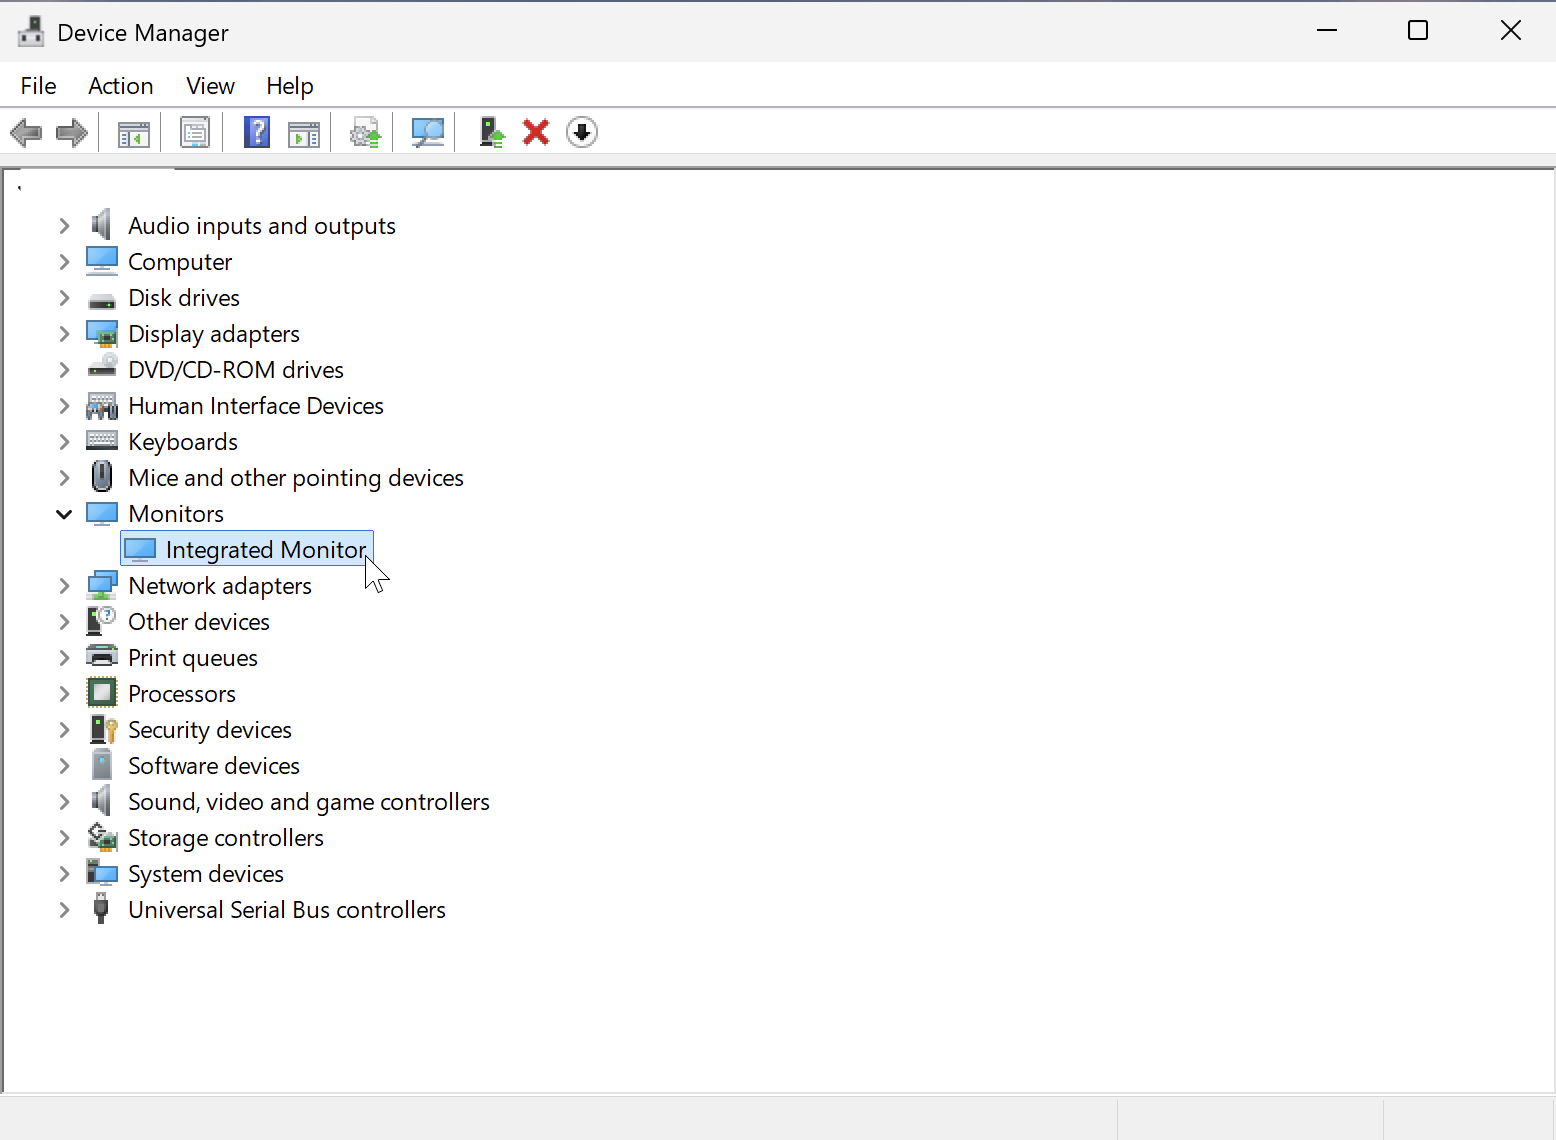 Device Manager
File Action View Help
Audio inputs and outputs
Computer
Disk drives
Display adapters
DVD/CD-ROM drives
Human Interface Devices
Keyboards
Mice and other pointing devices
Monitors
Integrated Monitor
Network adapters
Other devices
Print queues
Processors
Security devices
Software devices
Sound, video and game controllers
Storage controllers
System devices
Universal Serial Bus controllers